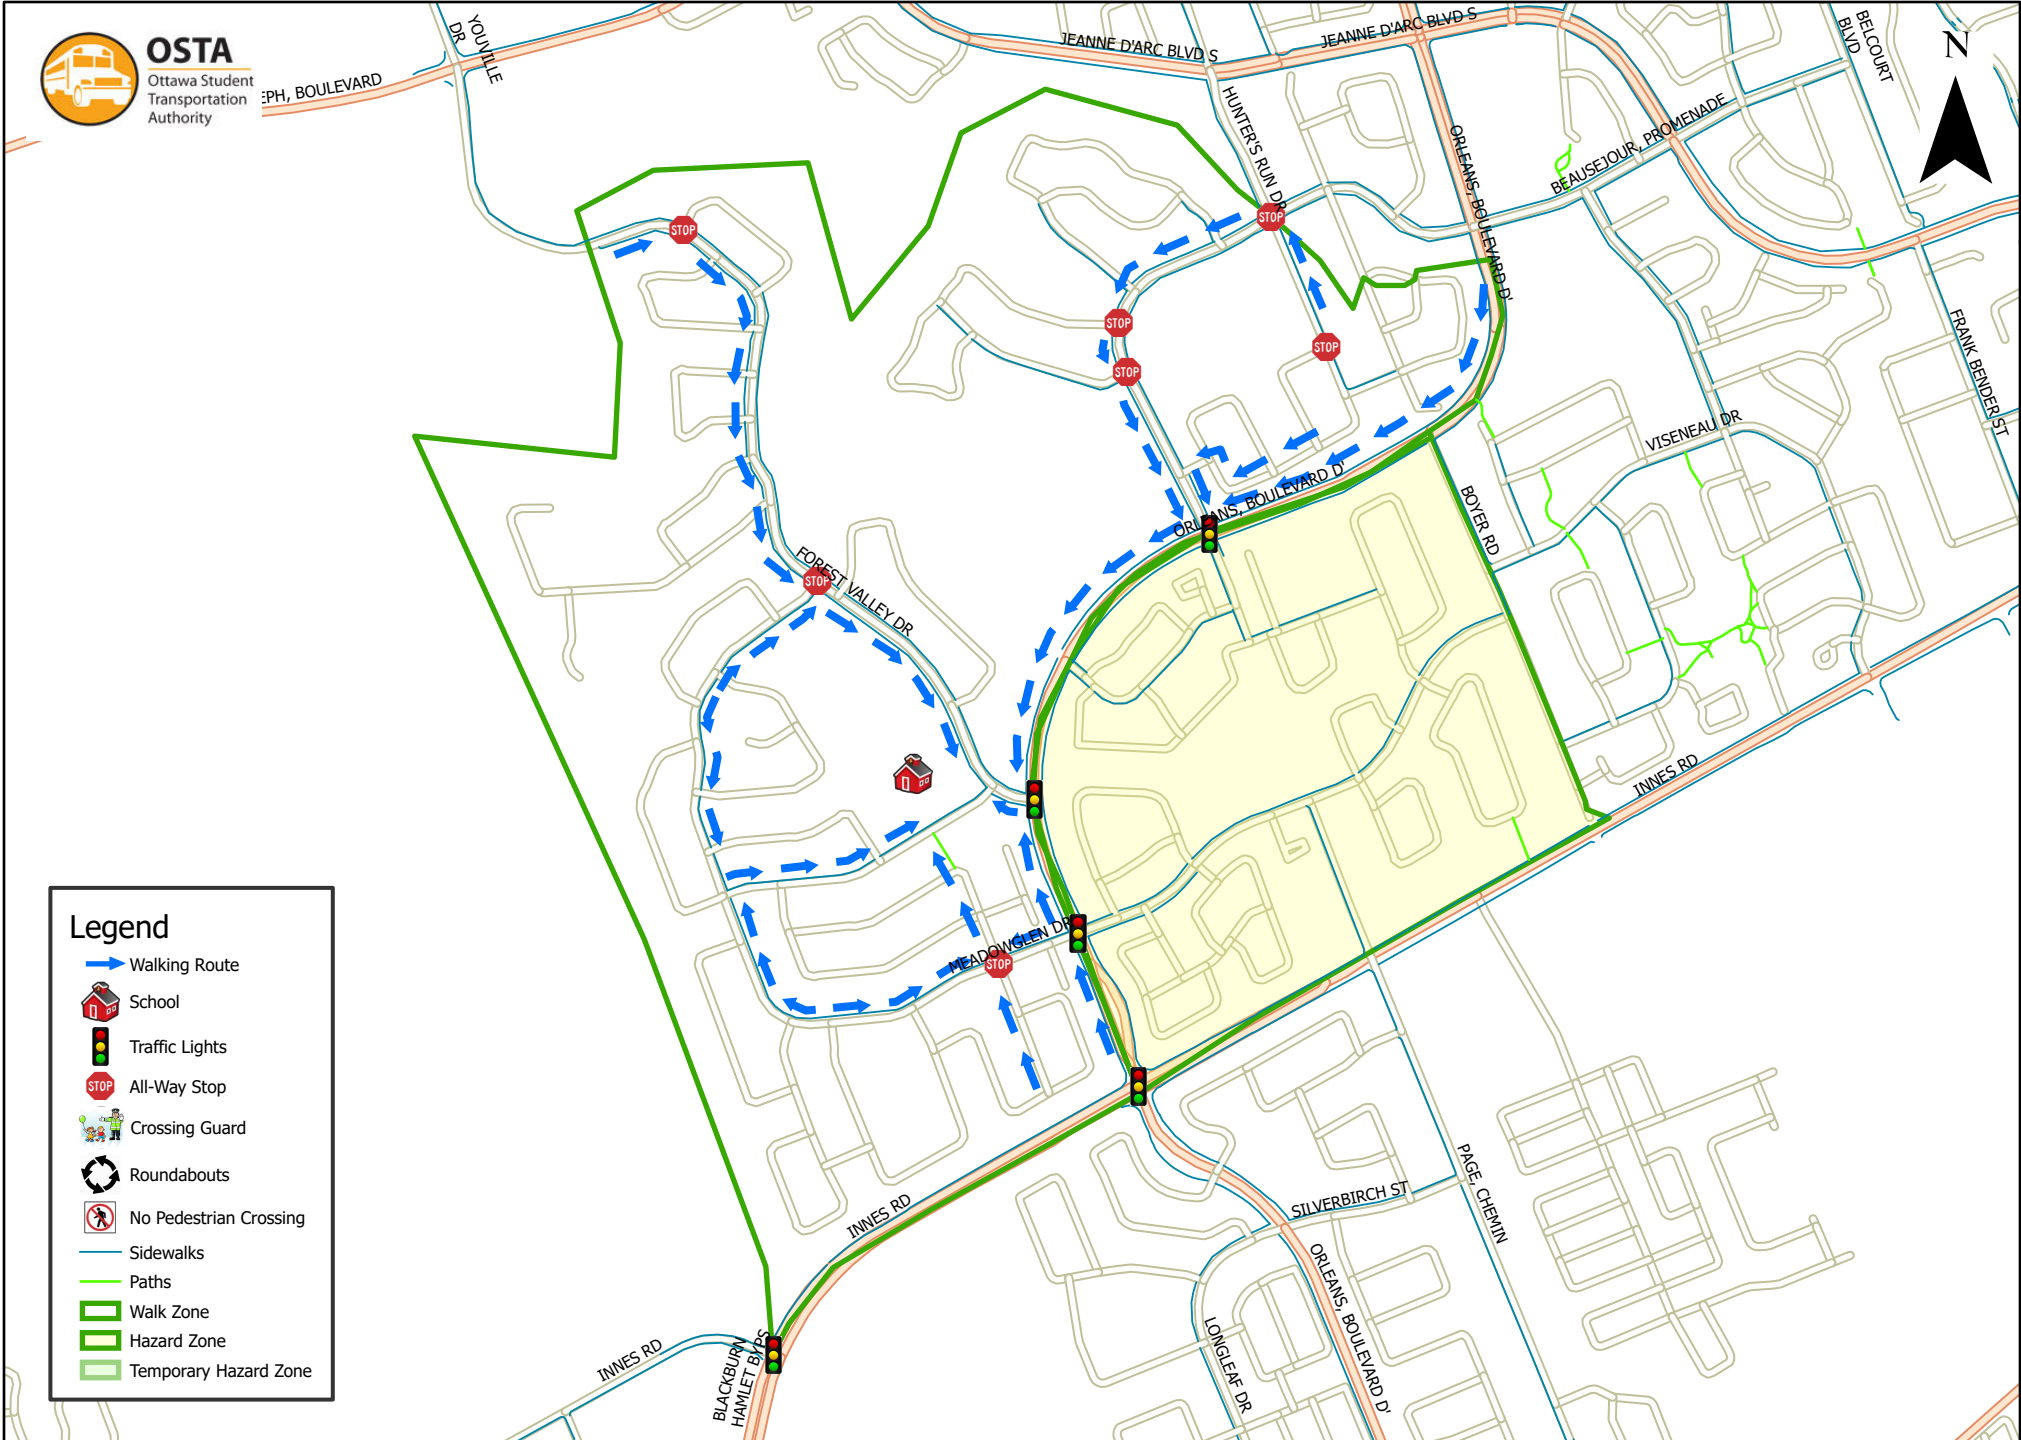 OSTA
Ottawa Student
Transportation
Authority
EPH, BOULEVARD
YOUVILLE
DR
JEANNE D'ARC BLVD S
JEANNE D'ARC BLVD S
BELCOURT
BLVD
N
HUNTER'S RUN DR
ORLEANS, BOULEVARD D'
BEAUSEJOUR, PROMENADE
STOP
STOP
STOP
STOP
STOP
FRANK BENDER ST
VISENEAU DR
ORLEANS, BOULEVARD D'
BOYER RD
STOP
FOREST VALLEY DR
INNES RD
MEADOWGLEN DR
STOP
INNES RD
PAGE, CHEMIN
SILVERBIRCH ST
ORLEANS, BOULEVARD D'
LONGLEAF DR
INNES RD
BLACKBURN
HAMLET BYPS
Legend
Walking Route
School
Traffic Lights
STOP All-Way Stop
Crossing Guard
Roundabouts
No Pedestrian Crossing
Sidewalks
Paths
Walk Zone
Hazard Zone
Temporary Hazard Zone